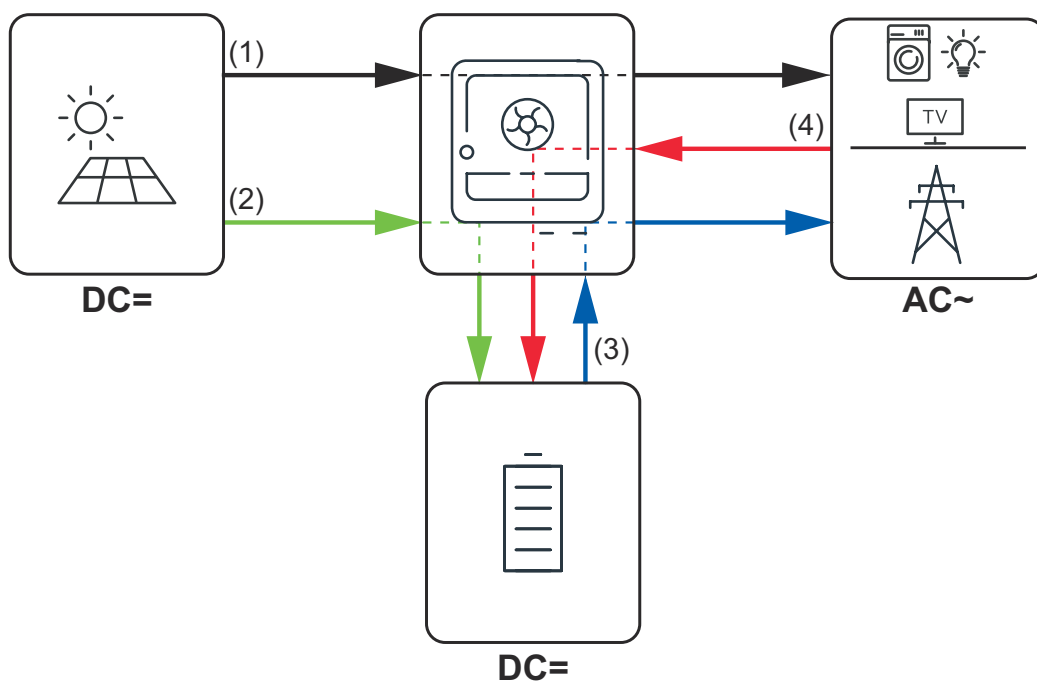 (1)
TV
(4)
(2)
DC=
AC~
(3)
DC=